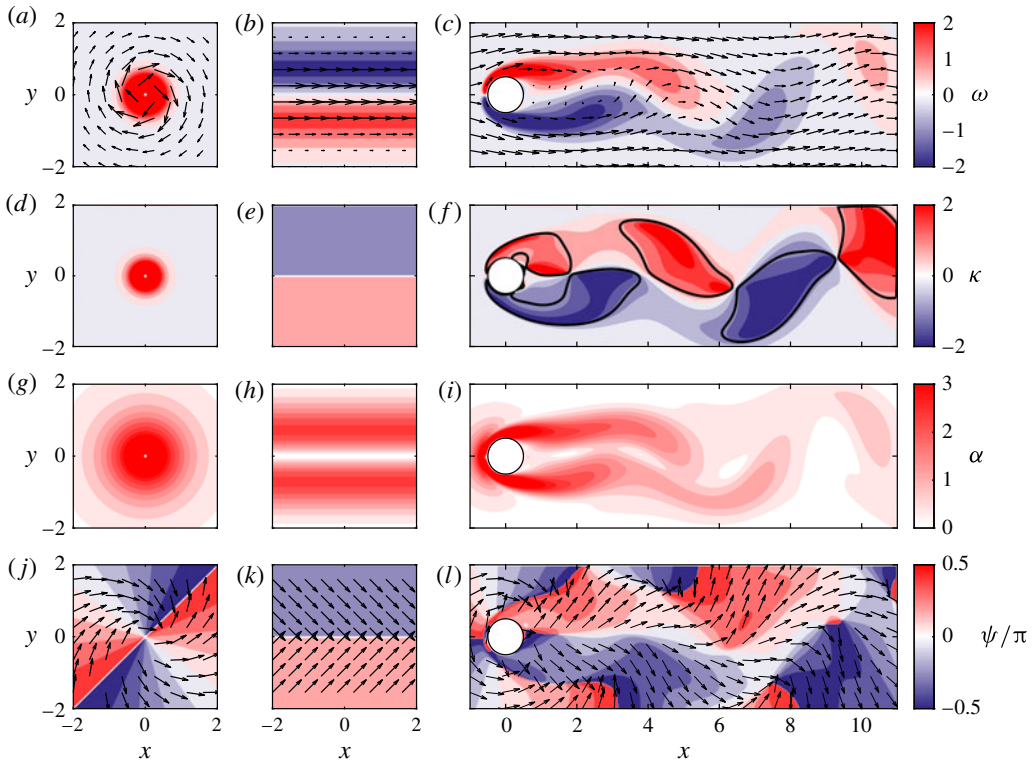 (a) (b) (c)
2 2
y 0 1
0 ω
−1
−2 −2
(d) (e) (f)
2 2
y 0 1
0 κ
−1
−2 −2
(g) (h) (i)
2 3
y 0 2
1 α
−2 0
(j) (k) (l)
2 0.5
y 0 0 ψ/π
−2 −0.5
−2 0 2 −2 0 2 0 2 4 6 8 10
x x x